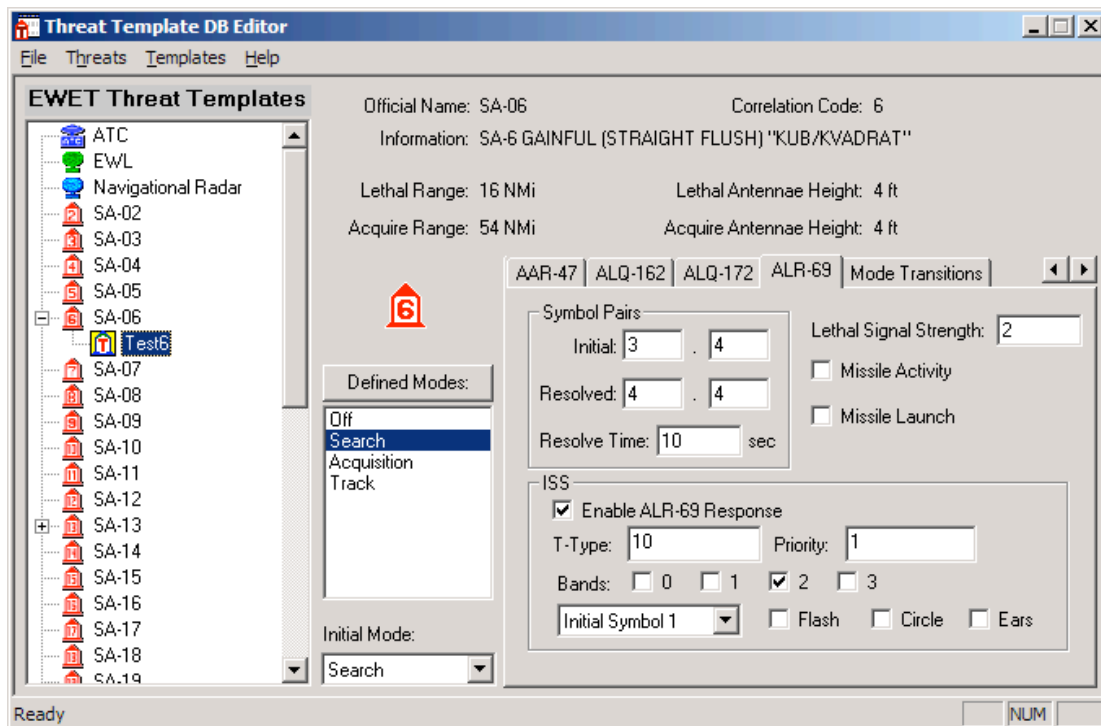 Threat Template DB Editor
File Threats Templates Help
EWET Threat Templates
ATC
EWL
Navigational Radar
SA-02
SA-03
SA-04
SA-05
SA-06
Test6
SA-07
SA-08
SA-09
SA-10
SA-11
SA-12
SA-13
SA-14
SA-15
SA-16
SA-17
SA-18
SA-19
Official Name: SA-06 Correlation Code: 6
Information: SA-6 GAINFUL (STRAIGHT FLUSH) "KUB/KVADRAT"
Lethal Range: 16 NMi Lethal Antennae Height: 4 ft
Acquire Range: 54 NMi Acquire Antennae Height: 4 ft
6
Defined Modes:
Off
Search
Acquisition
Track
Initial Mode:
Search
AAR-47 ALQ-162 ALQ-172 ALR-69 Mode Transitions
Symbol Pairs
Initial: 3 . 4
Resolved: 4 . 4
Resolve Time: 10 sec
Lethal Signal Strength: 2
Missile Activity
Missile Launch
ISS
Enable ALR-69 Response
T-Type: 10 Priority: 1
Bands: 0 1 2 3
Initial Symbol 1 Flash Circle Ears
Ready NUM